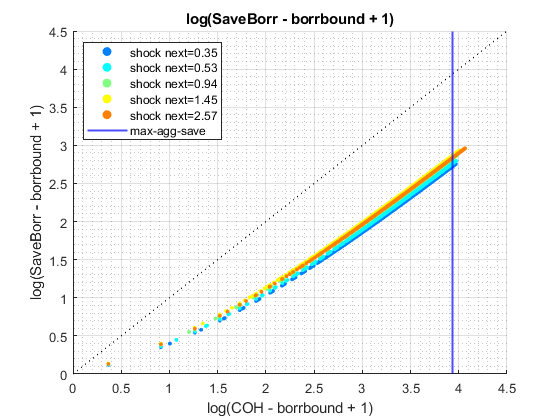 log(SaveBorr - borrbound + 1)
4.5
4
3.5
3
2.5
2
1.5
1
0.5
0
log(SaveBorr - borrbound + 1)
shock next=0.35
shock next=0.53
shock next=0.94
shock next=1.45
shock next=2.57
max-agg-save
0 0.5 1 1.5 2 2.5 3 3.5 4 4.5
log(COH - borrbound + 1)